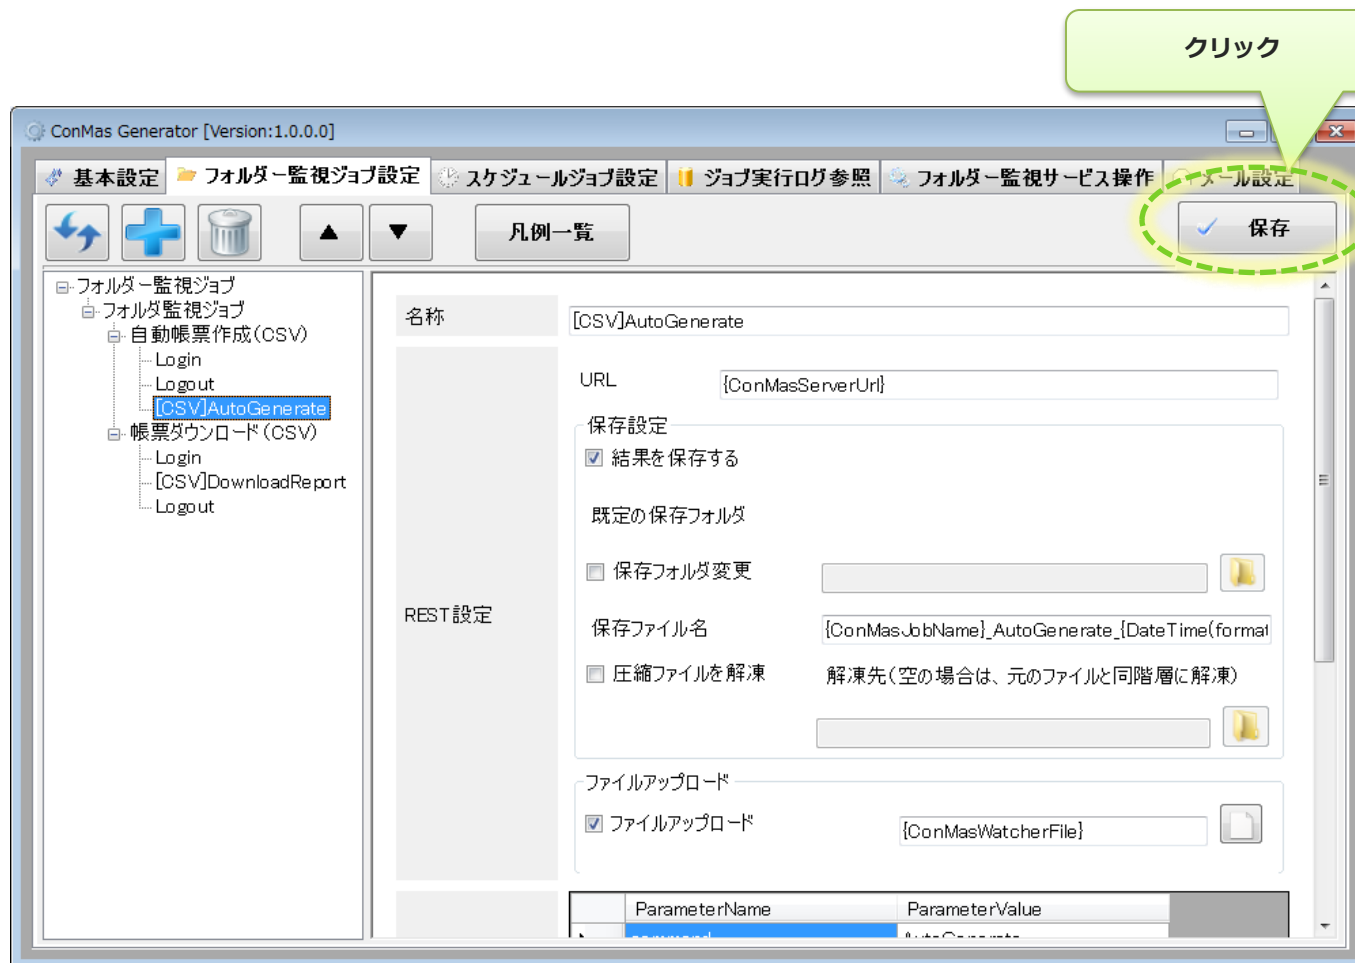 クリック
ConMas Generator [Version:1.0.0.0]
基本設定 フォルダー監視ジョブ設定 スケジュールジョブ設定 ジョブ実行ログ参照 フォルダー監視サービス操作 メール設定
凡例一覧 保存
フォルダー監視ジョブ
フォルダ監視ジョブ
自動帳票作成(CSV)
Login
Logout
[CSV]AutoGenerate
帳票ダウンロード(CSV)
Login
[CSV]DownloadReport
Logout
名称 [CSV]AutoGenerate
REST設定
URL {ConMasServerUrl}
保存設定
結果を保存する
既定の保存フォルダ
保存フォルダ変更
保存ファイル名 {ConMasJobName}_AutoGenerate_{DateTime(format
圧縮ファイルを解凍 解凍先(空の場合は、元のファイルと同階層に解凍)
ファイルアップロード
ファイルアップロード {ConMasWatcherFile}
ParameterName ParameterValue
command AutoGenerate